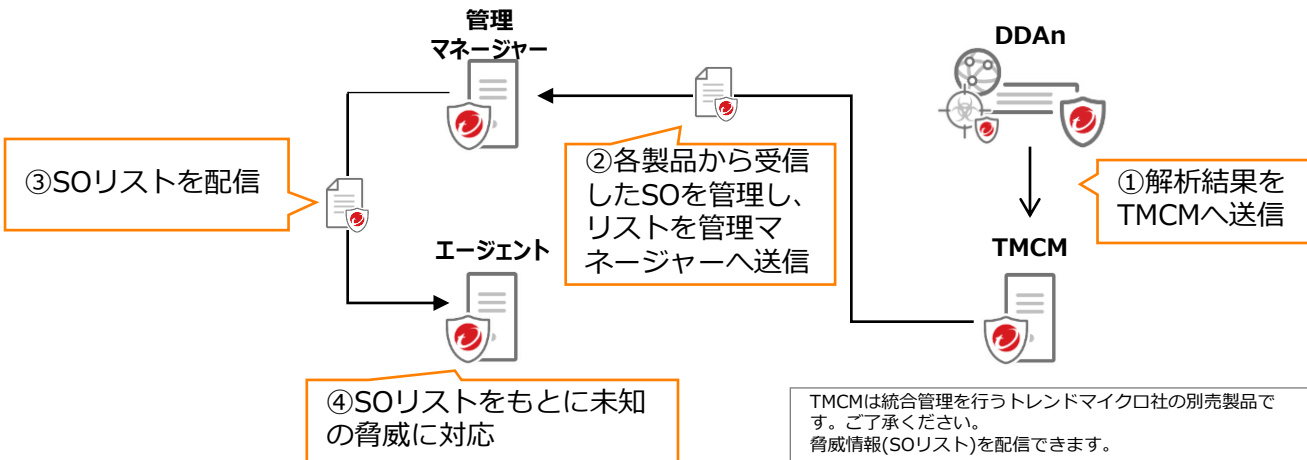 管理
マネージャー
DDAn
③SOリストを配信
②各製品から受信
したSOを管理し、
リストを管理マ
ネージャーへ送信
①解析結果を
TMCMへ送信
エージェント
TMCM
④SOリストをもとに未知
の脅威に対応
TMCMは統合管理を行うトレンドマイクロ社の別売製品で
す。ご了承ください。
脅威情報(SOリスト)を配信できます。